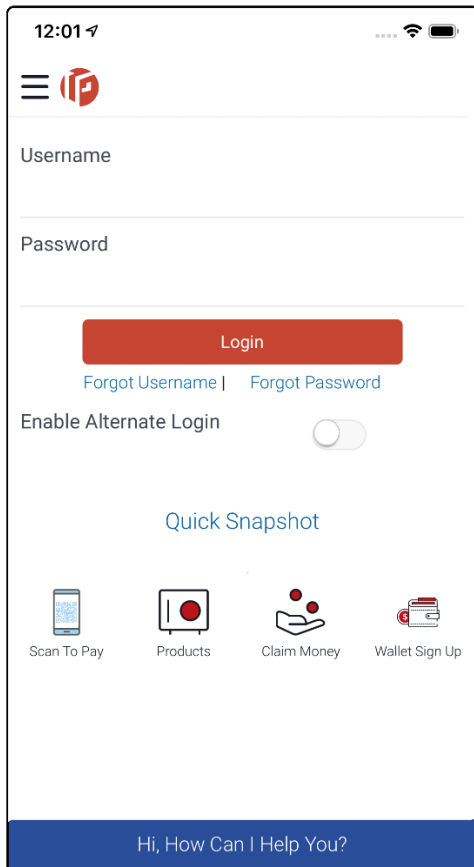 12:01
Username
Password
Login
Forgot Username | Forgot Password
Enable Alternate Login
Quick Snapshot
Scan To Pay Products Claim Money Wallet Sign Up
Hi, How Can I Help You?